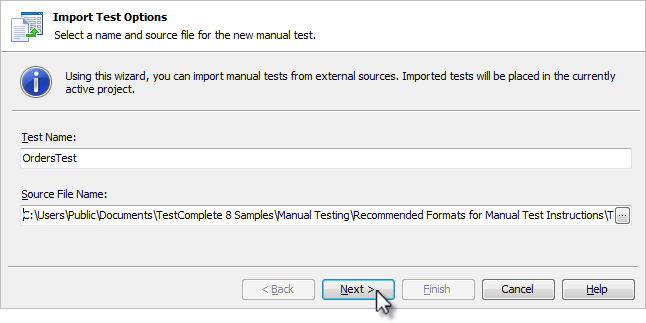 Import Test Options
Select a name and source file for the new manual test.
Using this wizard, you can import manual tests from external sources. Imported tests will be placed in the currently
active project.
Test Name:
OrdersTest
Source File Name:
C:\Users\Public\Documents\TestComplete 8 Samples\Manual Testing\Recommended Formats for Manual Test Instructions\T
...
< Back
Next >
Finish
Cancel
Help